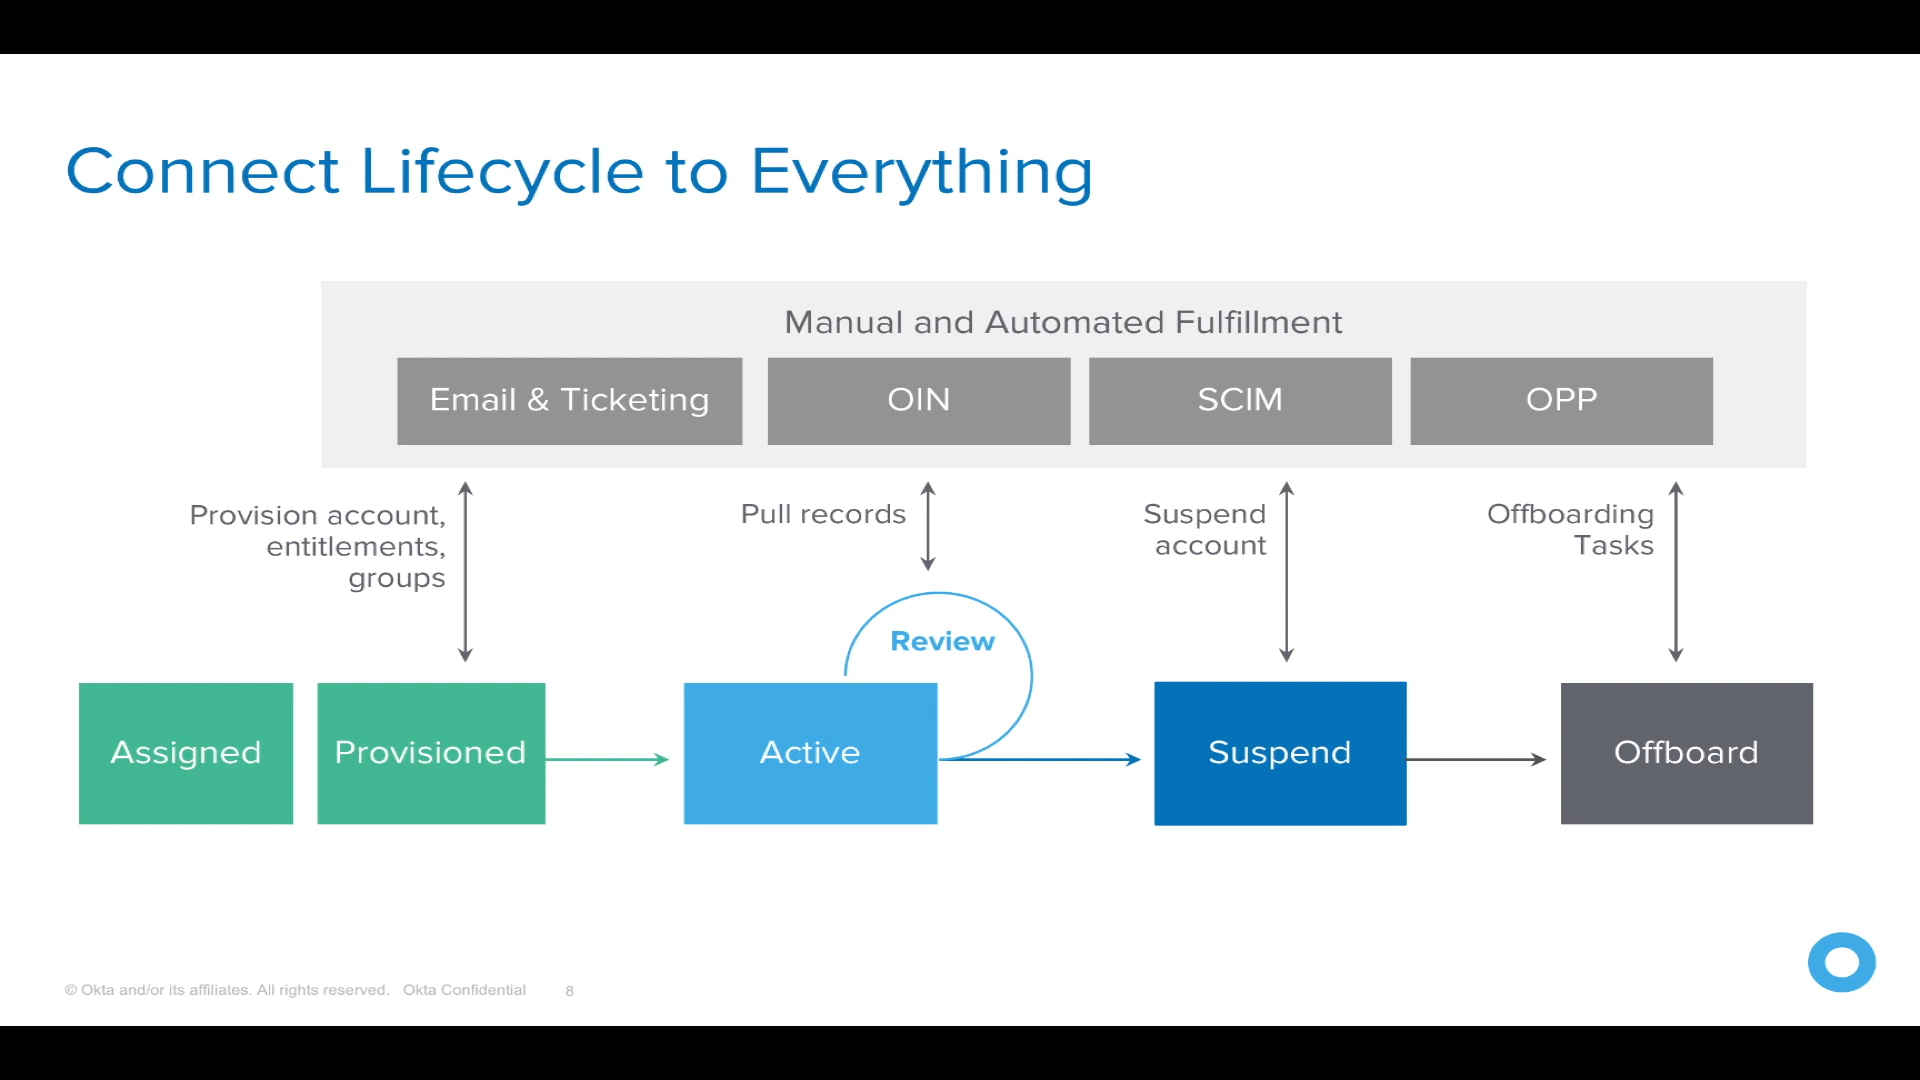 Connect Lifecycle to Everything
Manual and Automated Fulfillment
Email & Ticketing
OIN
SCIM
OPP
Provision account,
entitlements,
groups
Pull records
Suspend
account
Offboarding
Tasks
Review
Assigned
Provisioned
Active
Suspend
Offboard
© Okta and/or its affiliates. All rights reserved. Okta Confidential 8